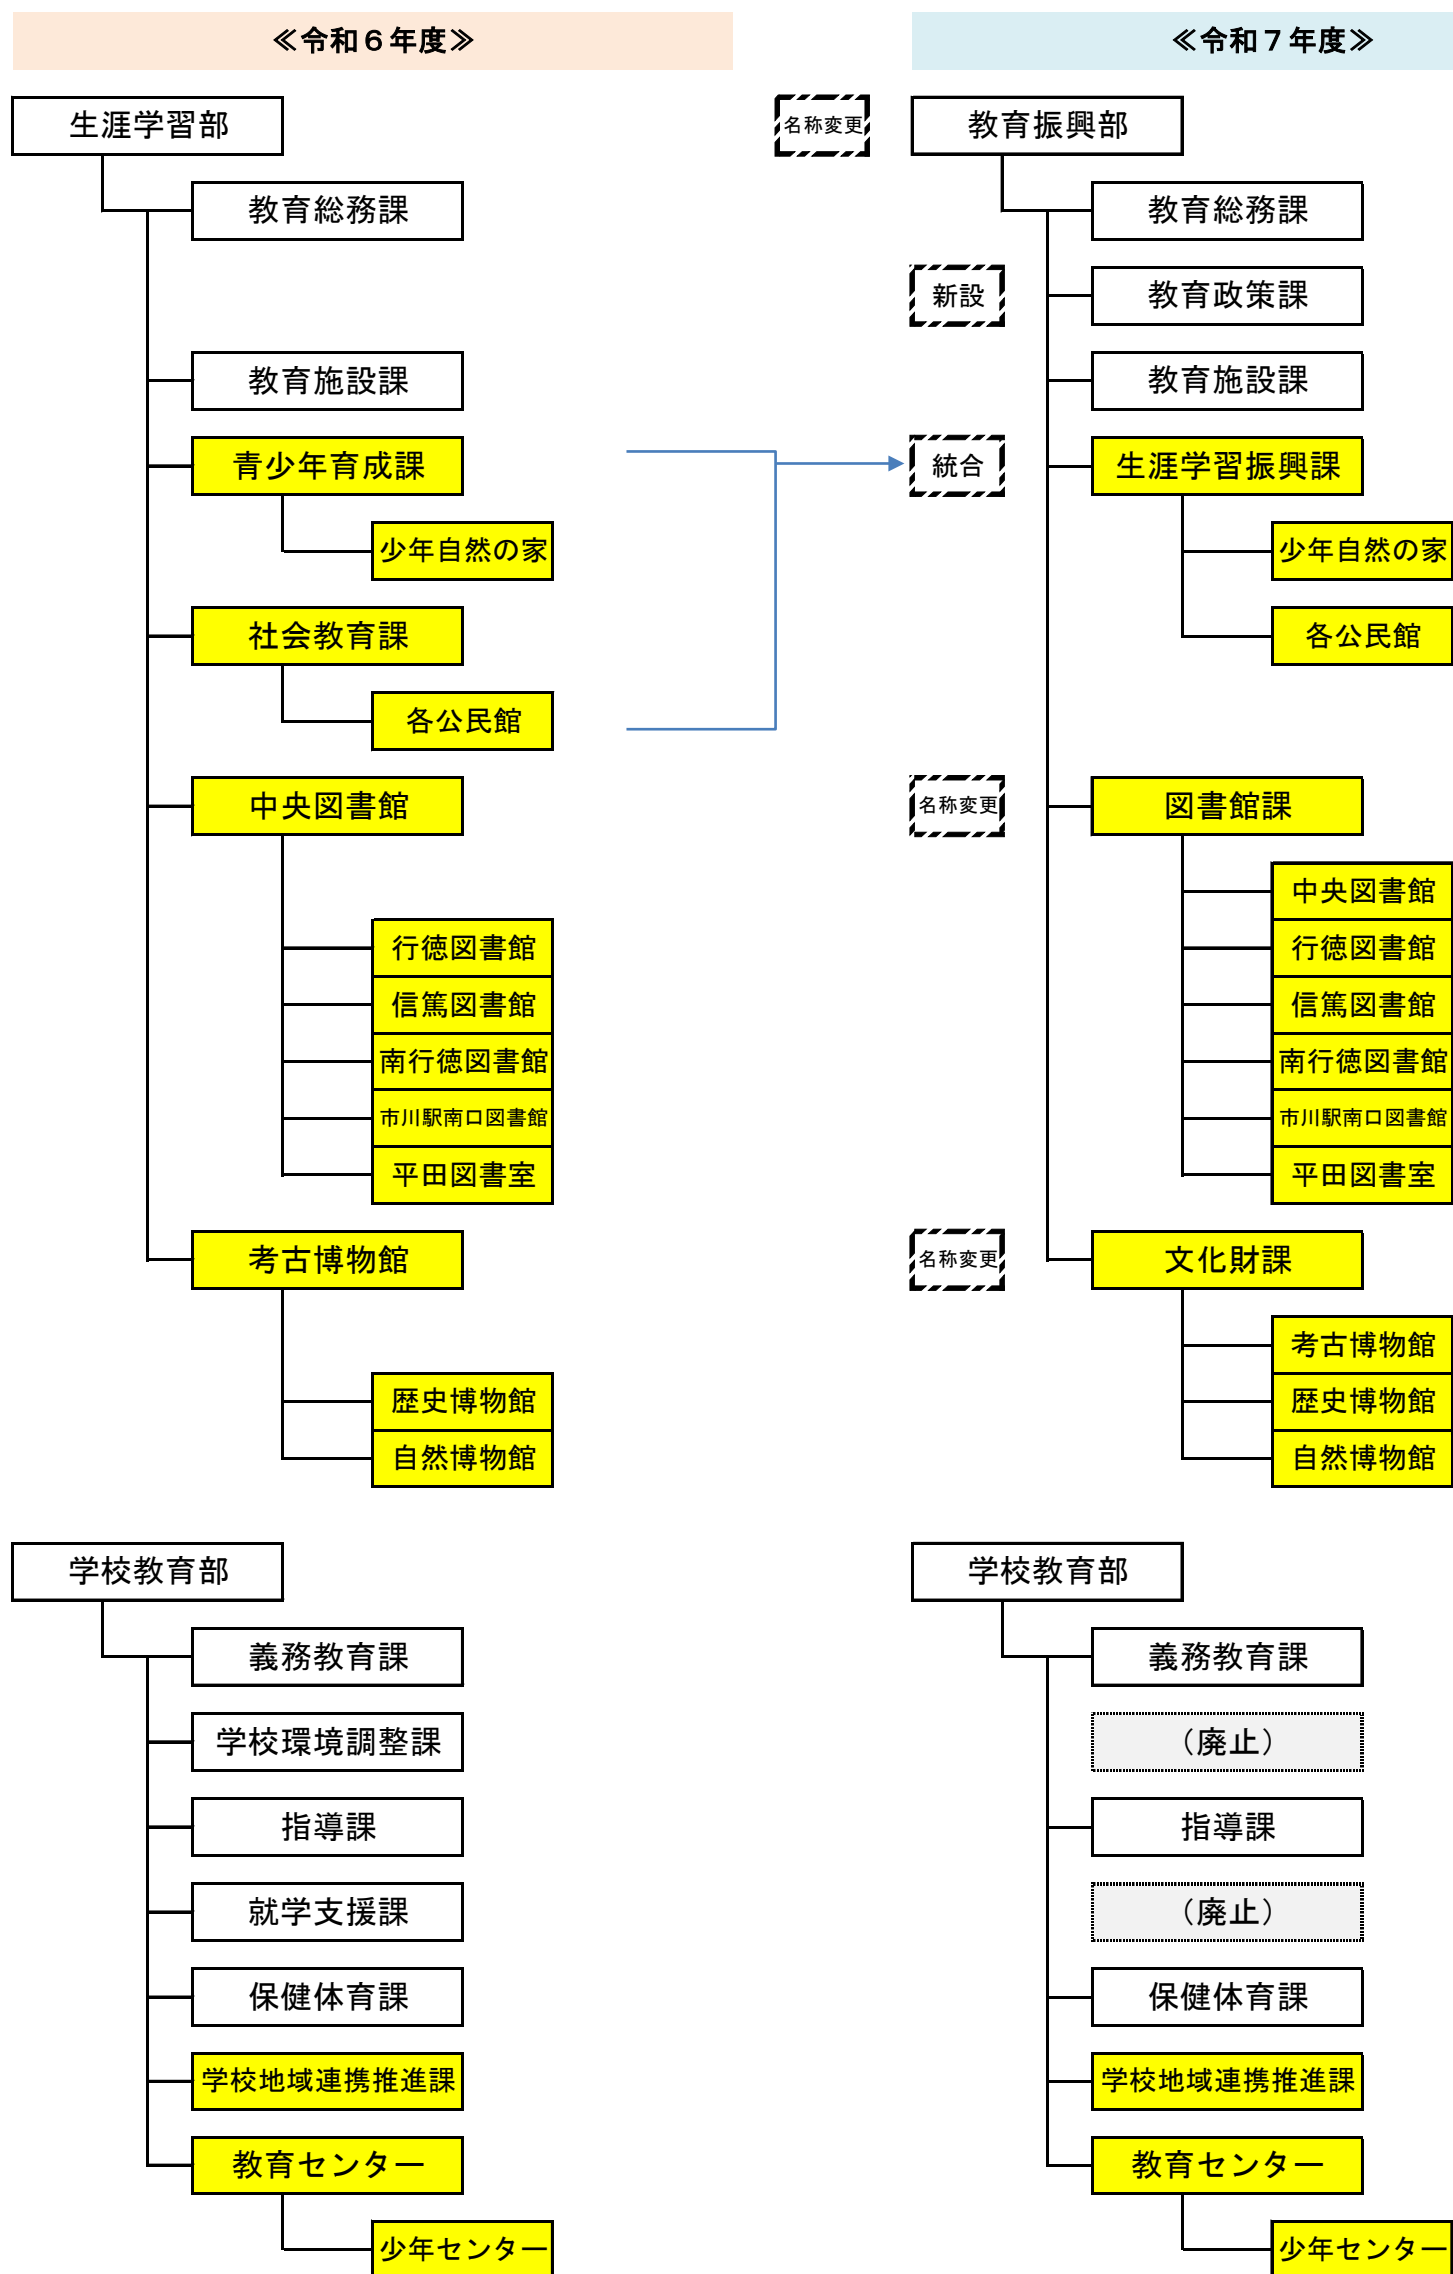 ≪令和６年度≫
≪令和７年度≫
生涯学習部
名称変更
教育振興部
教育総務課
教育総務課
新設
教育政策課
教育施設課
教育施設課
青少年育成課
統合
生涯学習振興課
少年自然の家
少年自然の家
社会教育課
各公民館
各公民館
中央図書館
名称変更
図書館課
中央図書館
行徳図書館
行徳図書館
信篤図書館
信篤図書館
南行徳図書館
南行徳図書館
市川駅南口図書館
市川駅南口図書館
平田図書室
平田図書室
考古博物館
名称変更
文化財課
考古博物館
歴史博物館
歴史博物館
自然博物館
自然博物館
学校教育部
学校教育部
義務教育課
義務教育課
学校環境調整課
（廃止）
指導課
指導課
就学支援課
（廃止）
保健体育課
保健体育課
学校地域連携推進課
学校地域連携推進課
教育センター
教育センター
少年センター
少年センター